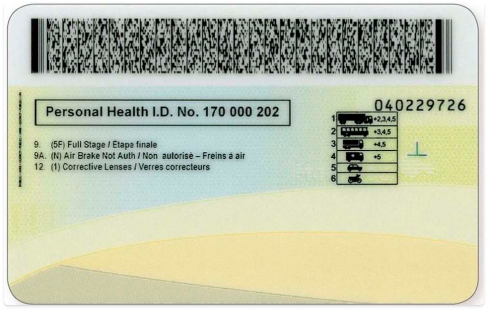 Personal Health I.D. No. 170 000 202
040229726
9. (5F) Full Stage / Étape finale
9A. (N) Air Brake Not Auth / Non autorisé – Freins à air
12. (1) Corrective Lenses / Verres correcteurs
1 +2,3,4,5
2 +3,4,5
3 +4,5
4 +5
5
6